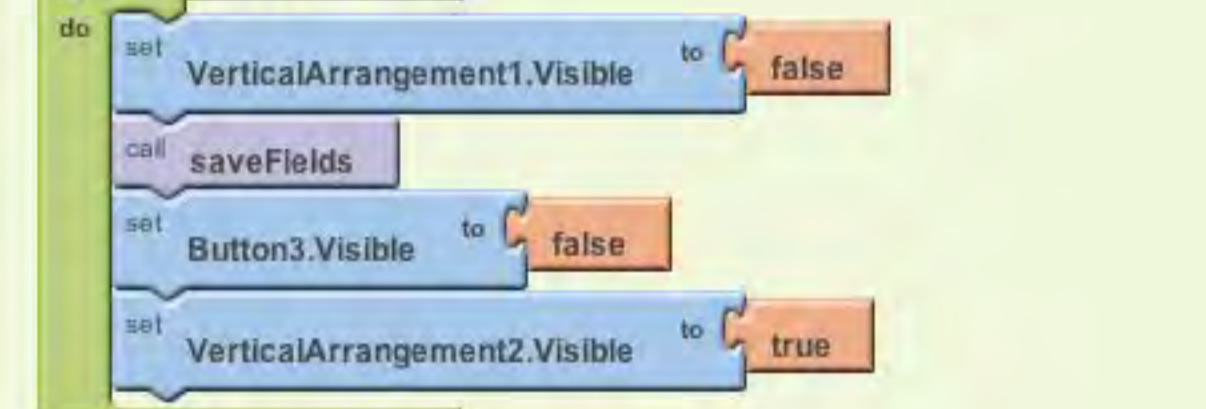 do
set VerticalArrangement1.Visible to false
call saveFields
set Button3.Visible to false
set VerticalArrangement2.Visible to true